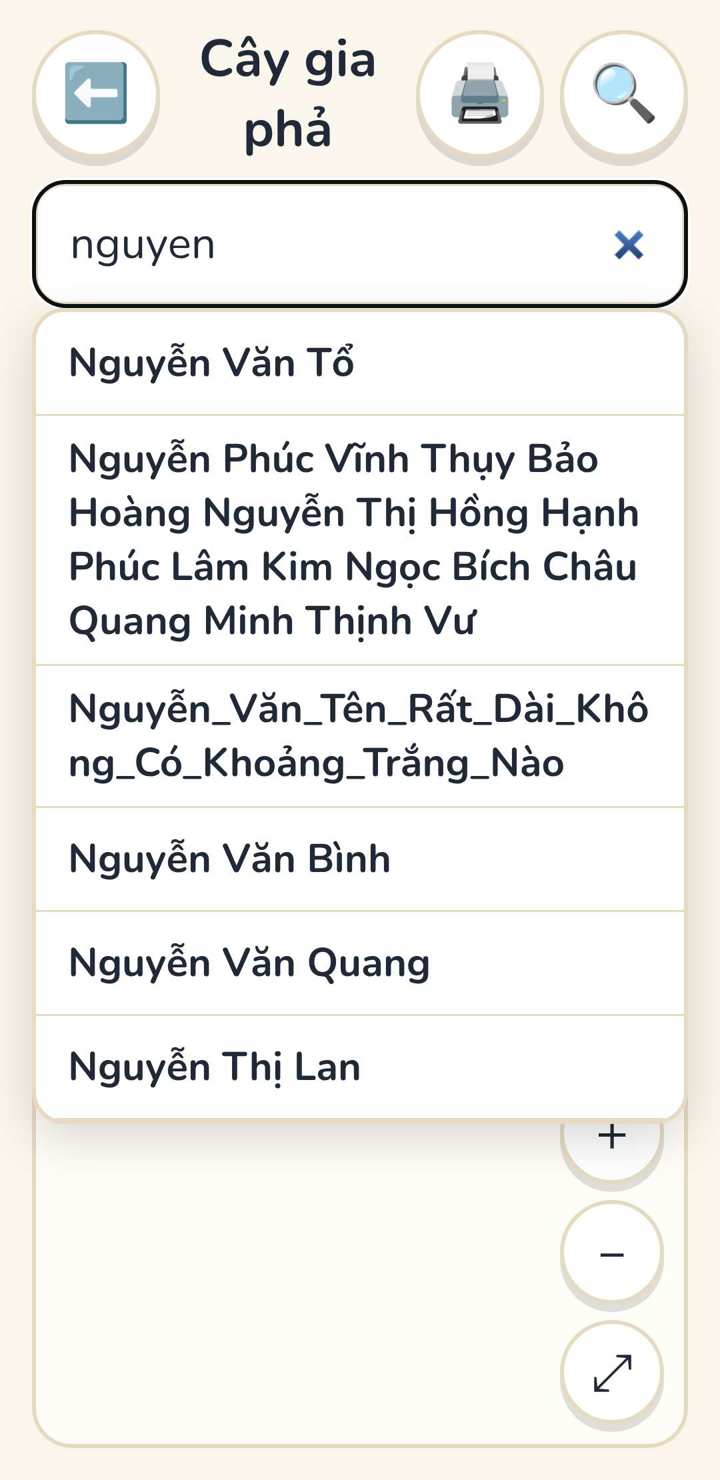 Cây gia
phả
nguyen
Nguyễn Văn Tổ
Nguyễn Phúc Vĩnh Thụy Bảo
Hoàng Nguyễn Thị Hồng Hạnh
Phúc Lâm Kim Ngọc Bích Châu
Quang Minh Thịnh Vư
Nguyễn_Văn_Tên_Rất_Dài_Khô
ng_Có_Khoảng_Trắng_Nào
Nguyễn Văn Bình
Nguyễn Văn Quang
Nguyễn Thị Lan
+
−